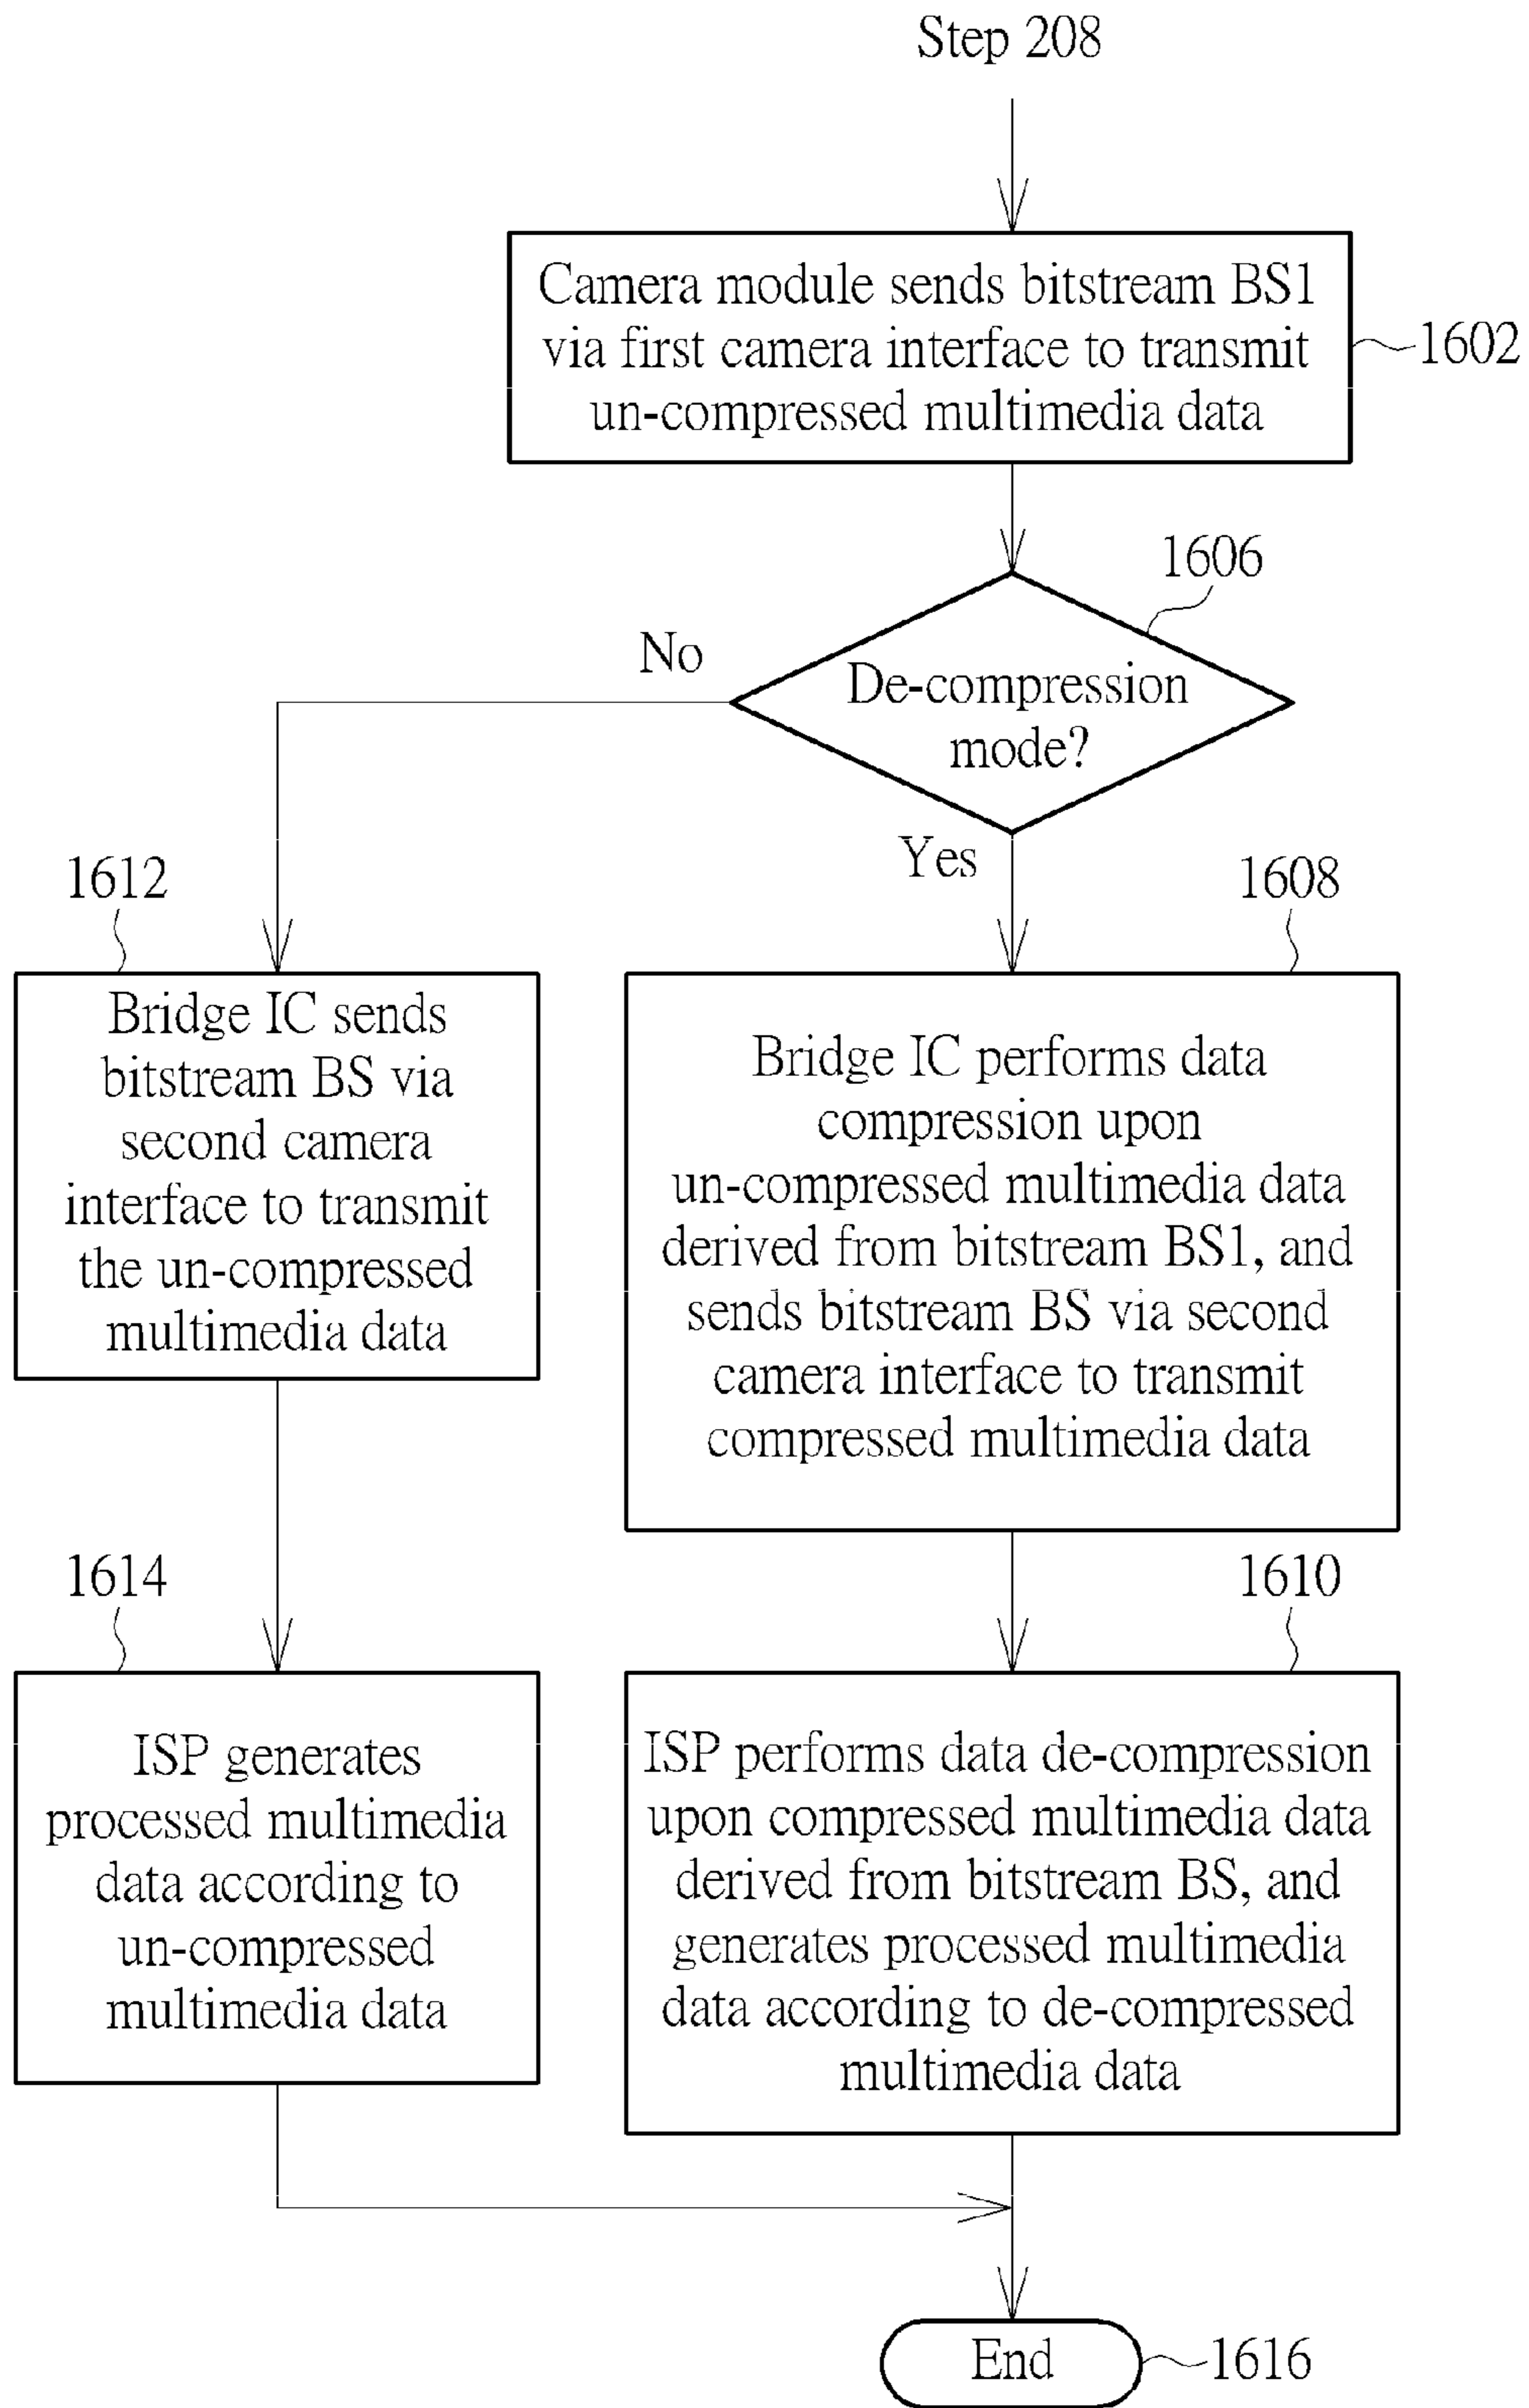 Step 208
Camera module sends bitstream BS1
via first camera interface to transmit
un-compressed multimedia data
1602
1606
De-compression
mode?
No
Yes
1612
Bridge IC sends
bitstream BS via
second camera
interface to transmit
the un-compressed
multimedia data
1608
Bridge IC performs data
compression upon
un-compressed multimedia data
derived from bitstream BS1, and
sends bitstream BS via second
camera interface to transmit
compressed multimedia data
1614
ISP generates
processed multimedia
data according to
un-compressed
multimedia data
1610
ISP performs data de-compression
upon compressed multimedia data
derived from bitstream BS, and
generates processed multimedia
data according to de-compressed
multimedia data
End
1616